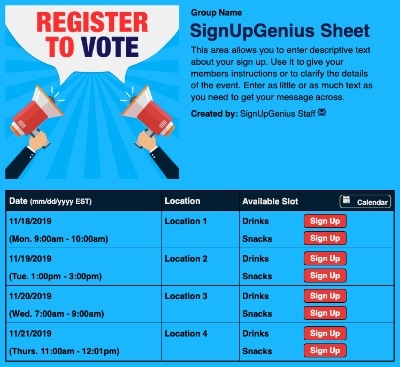 REGISTER
TO VOTE
Group Name
SignUpGenius Sheet
This area allows you to enter descriptive text
about your sign up. Use it to give your
members instructions or to clarify the details
of the event. Enter as little or as much text as
you need to get your message across.
Created by: SignUpGenius Staff
Date (mm/dd/yyyy EST) Location Available Slot Calendar
11/18/2019 Location 1 Drinks Sign Up
(Mon. 9:00am - 10:00am) Snacks Sign Up
11/19/2019 Location 2 Drinks Sign Up
(Tue. 1:00pm - 3:00pm) Snacks Sign Up
11/20/2019 Location 3 Drinks Sign Up
(Wed. 7:00am - 9:00am) Snacks Sign Up
11/21/2019 Location 4 Drinks Sign Up
(Thurs. 11:00am - 12:01pm) Snacks Sign Up